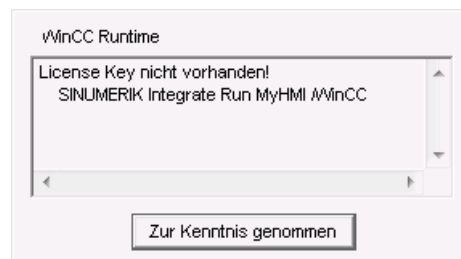 WinCC Runtime
License Key nicht vorhanden!
SINUMERIK Integrate Run MyHMI /WinCC
Zur Kenntnis genommen